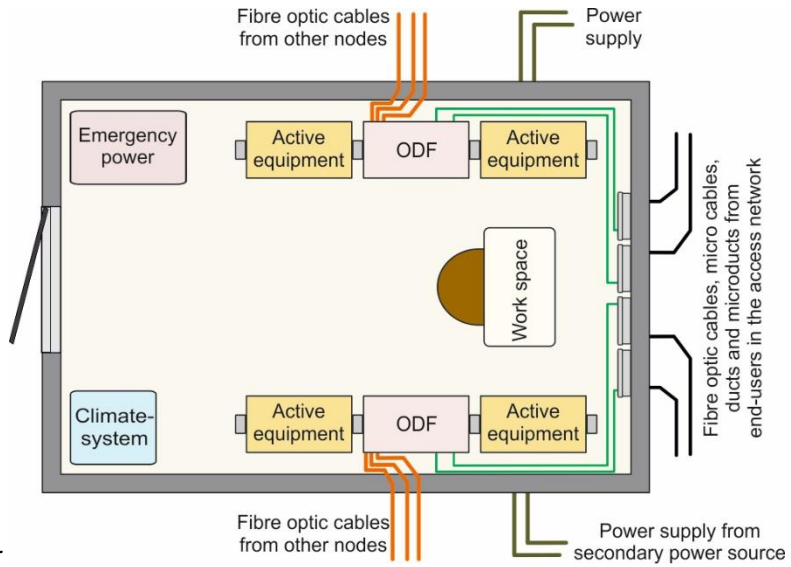 Fibre optic cables
from other nodes
Power
supply
Emergency
power
Active
equipment
ODF
Active
equipment
Work space
Fibre optic cables, micro cables,
ducts and microducts from
end-users in the access network
Climate-
system
Active
equipment
ODF
Active
equipment
Fibre optic cables
from other nodes
Power supply from
secondary power source